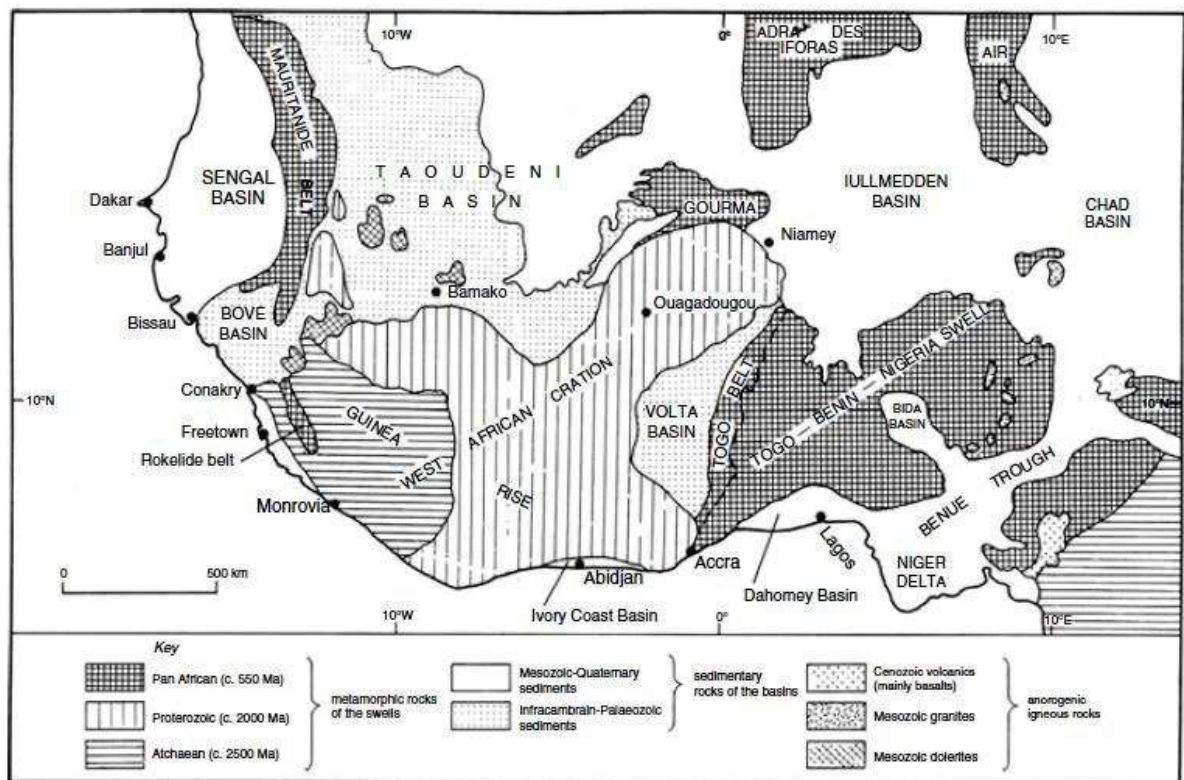 10°W
0°
10°E
ADRA DES
IFORAS
AIR
MAURITANIDE
BELT
TAOUDENI
BASIN
SENGAL
BASIN
IULLMEDDEN
BASIN
GOURMA
CHAD
BASIN
Dakar
Banjul
Niamey
Bamako
Ouagadougou
Bissau
BOVE
BASIN
TOGO - BENIN - NIGERIA SWELL
TOGO BELT
VOLTA
BASIN
BIDA
BASIN
Conakry
10°N
10°N
GUINEA
RISE
WEST AFRICAN CRATION
Freetown
Rokelide belt
BENUE TROUGH
Monrovia
Lagos
Accra
NIGER
DELTA
0 500 km
Abidjan
Dahomey Basin
Ivory Coast Basin
10°W
0°
10°E
Key
Pan African (c. 550 Ma)
Proterozoic (c. 2000 Ma)
Atchaean (c. 2500 Ma)
metamorphic rocks
of the swells
Mesozoic-Quaternary
sediments
Infracambrain-Palaeozoic
sediments
sedimentary
rocks of the basins
Cenozoic volcanics
(mainly basalts)
Mesozoic granites
Mesozoic dolerites
anorogenic
igneous rocks